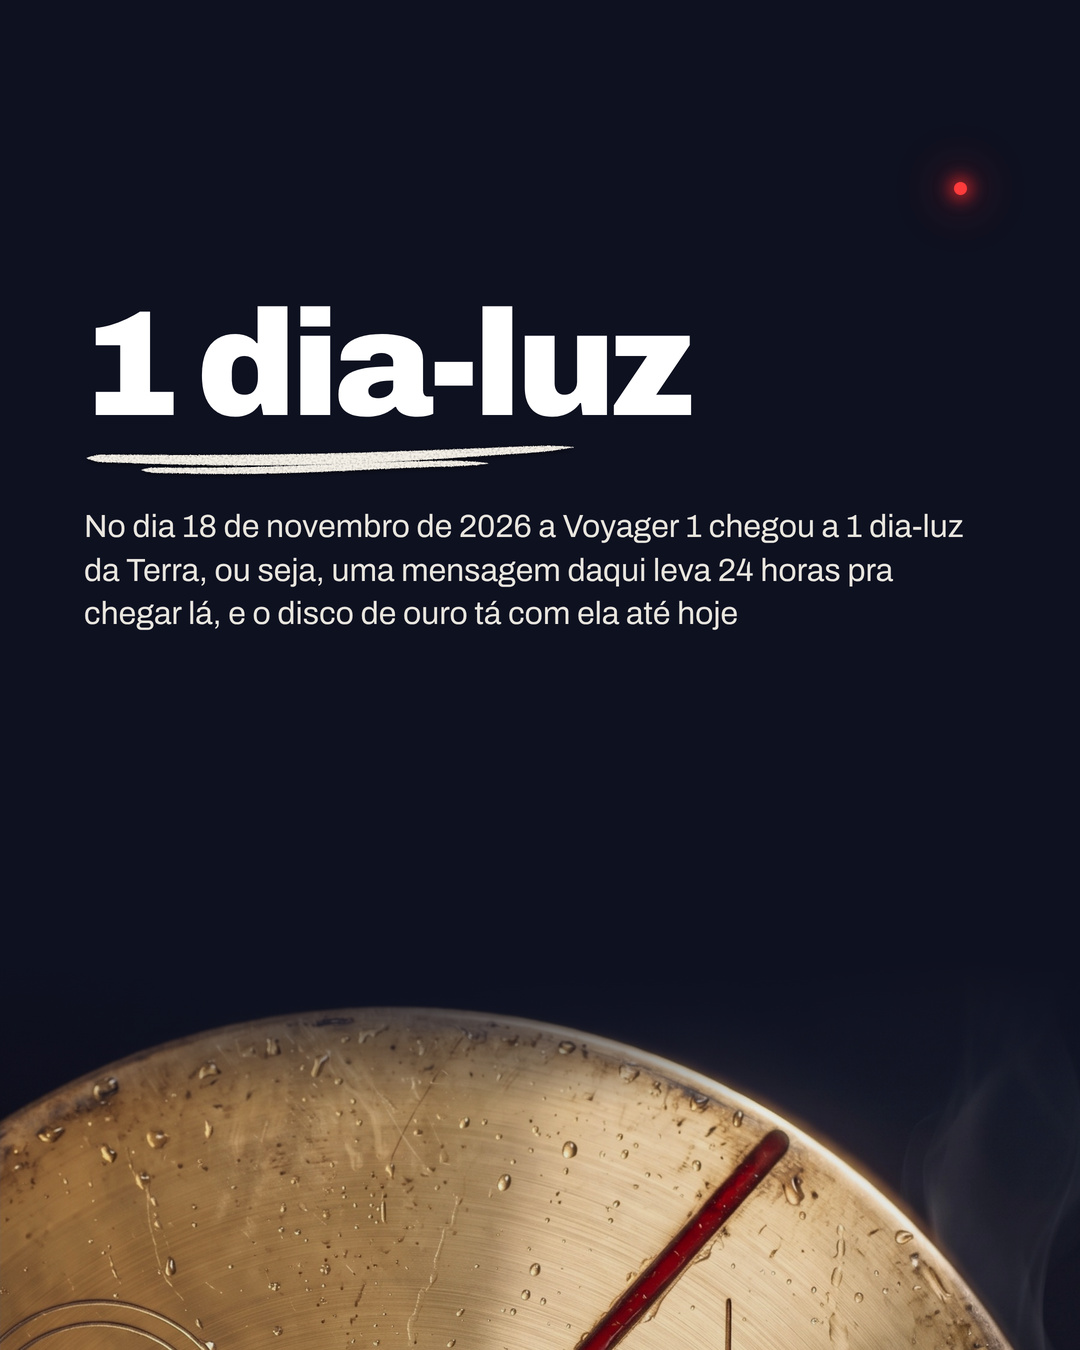 1 dia-luz
No dia 18 de novembro de 2026 a Voyager 1 chegou a 1 dia-luz
da Terra, ou seja, uma mensagem daqui leva 24 horas pra
chegar lá, e o disco de ouro tá com ela até hoje